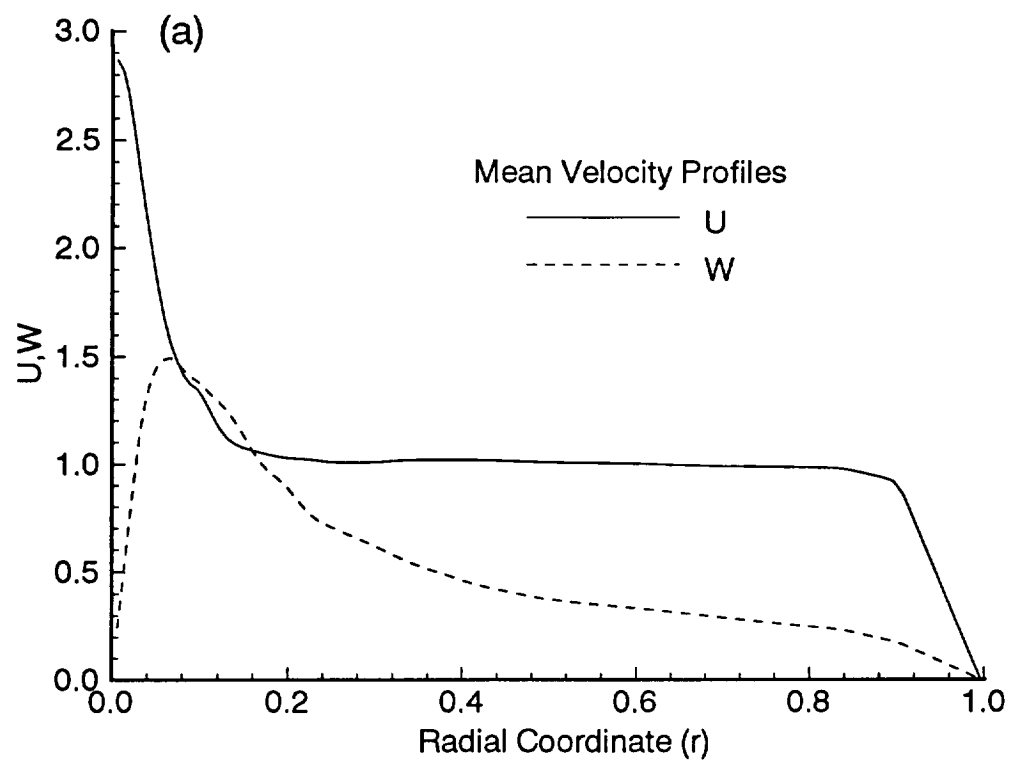 (a)
3.0
2.5
2.0
1.5
1.0
0.5
0.0
U,W
Mean Velocity Profiles
U
W
0.0 0.2 0.4 0.6 0.8 1.0
Radial Coordinate (r)